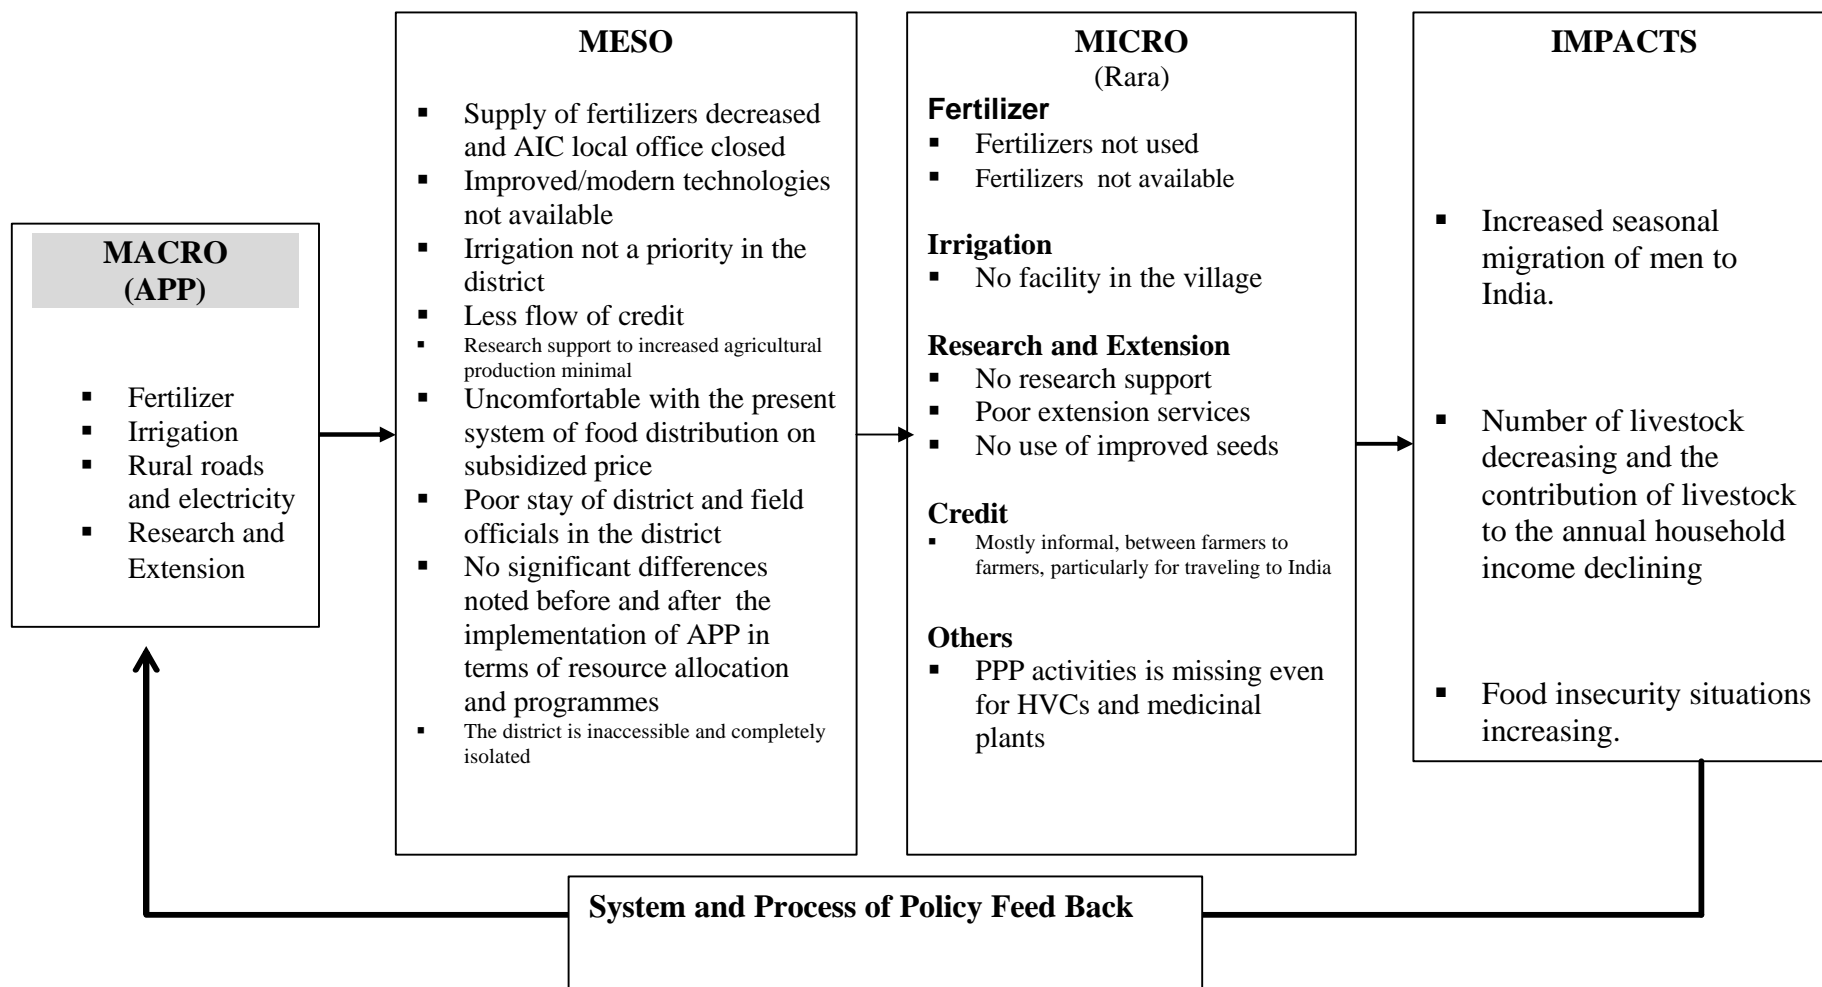 MACRO
(APP)
▪ Fertilizer
▪ Irrigation
▪ Rural roads
and electricity
▪ Research and
Extension
MESO
▪ Supply of fertilizers decreased
and AIC local office closed
▪ Improved/modern technologies
not available
▪ Irrigation not a priority in the
district
▪ Less flow of credit
▪ Research support to increased agricultural
production minimal
▪ Uncomfortable with the present
system of food distribution on
subsidized price
▪ Poor stay of district and field
officials in the district
▪ No significant differences
noted before and after the
implementation of APP in
terms of resource allocation
and programmes
▪ The district is inaccessible and completely
isolated
MICRO
(Rara)
Fertilizer
▪ Fertilizers not used
▪ Fertilizers not available
Irrigation
▪ No facility in the village
Research and Extension
▪ No research support
▪ Poor extension services
▪ No use of improved seeds
Credit
▪ Mostly informal, between farmers to
farmers, particularly for traveling to India
Others
▪ PPP activities is missing even
for HVCs and medicinal
plants
IMPACTS
▪ Increased seasonal
migration of men to
India.
▪ Number of livestock
decreasing and the
contribution of livestock
to the annual household
income declining
▪ Food insecurity situations
increasing.
System and Process of Policy Feed Back